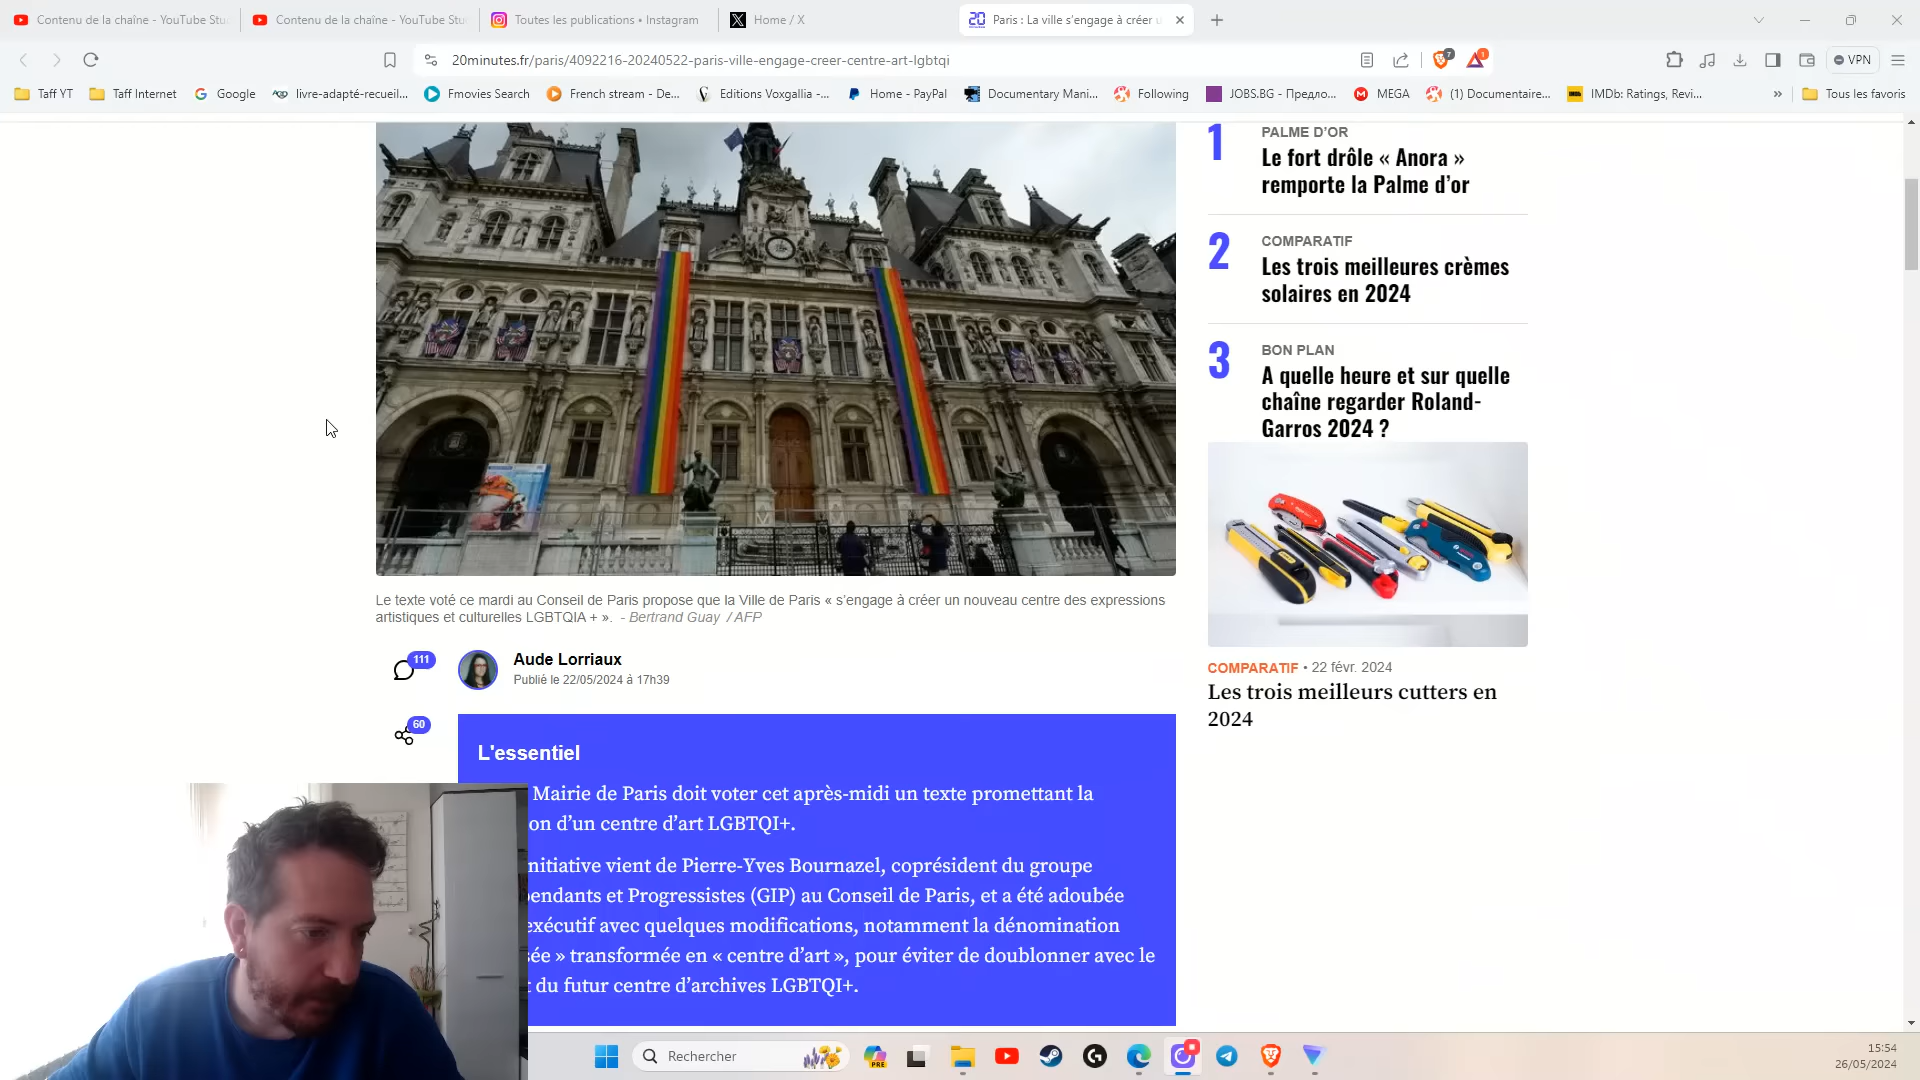 Contenu de la chaîne - YouTube Stu
Contenu de la chaîne - YouTube Stu
Toutes les publications • Instagram
Home / X
Paris : La ville s'engage à créer u
20minutes.fr/paris/4092216-20240522-paris-ville-engage-creer-centre-art-lgbtqi
7
1
VPN
Taff YT
Taff Internet
Google
livre-adapté-recueil...
Fmovies Search
French stream - De...
Editions Voxgallia -...
Home - PayPal
Documentary Mani...
Following
JOBS.BG - Предло...
MEGA
(1) Documentaire...
IMDb: Ratings, Revi...
Tous les favoris
Le texte voté ce mardi au Conseil de Paris propose que la Ville de Paris « s'engage à créer un nouveau centre des expressions
artistiques et culturelles LGBTQIA + ». - Bertrand Guay / AFP
111
Aude Lorriaux
Publié le 22/05/2024 à 17h39
60
L'essentiel
Mairie de Paris doit voter cet après-midi un texte promettant la
on d'un centre d'art LGBTQI+.
nitiative vient de Pierre-Yves Bournazel, coprésident du groupe
pendants et Progressistes (GIP) au Conseil de Paris, et a été adoubée
exécutif avec quelques modifications, notamment la dénomination
sée » transformée en « centre d'art », pour éviter de doublonner avec le
t du futur centre d'archives LGBTQI+.
1
PALME D'OR
Le fort drôle « Anora »
remporte la Palme d'or
2
COMPARATIF
Les trois meilleures crèmes
solaires en 2024
3
BON PLAN
A quelle heure et sur quelle
chaîne regarder Roland-
Garros 2024 ?
COMPARATIF • 22 févr. 2024
Les trois meilleurs cutters en
2024
Rechercher
PRE
15:54
26/05/2024